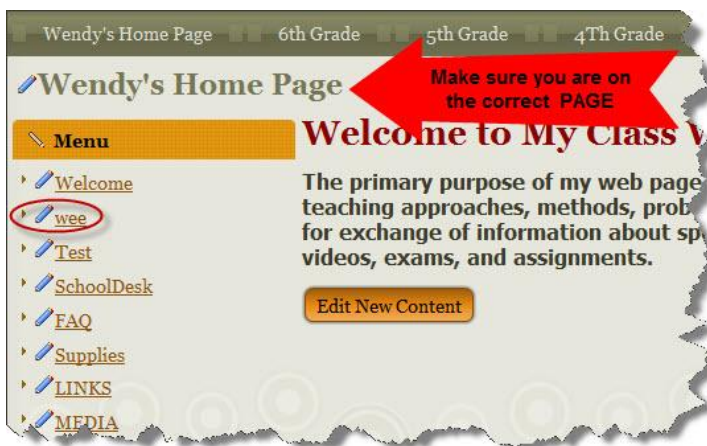 Wendy's Home Page 6th Grade 5th Grade 4Th Grade
Wendy's Home Page
Make sure you are on
the correct PAGE
Menu
Welcome
wee
Test
SchoolDesk
FAQ
Supplies
LINKS
MEDIA
Welcome to My Class
The primary purpose of my web page
teaching approaches, methods,
for exchange of information about
videos, exams, and assignments.
Edit New Content